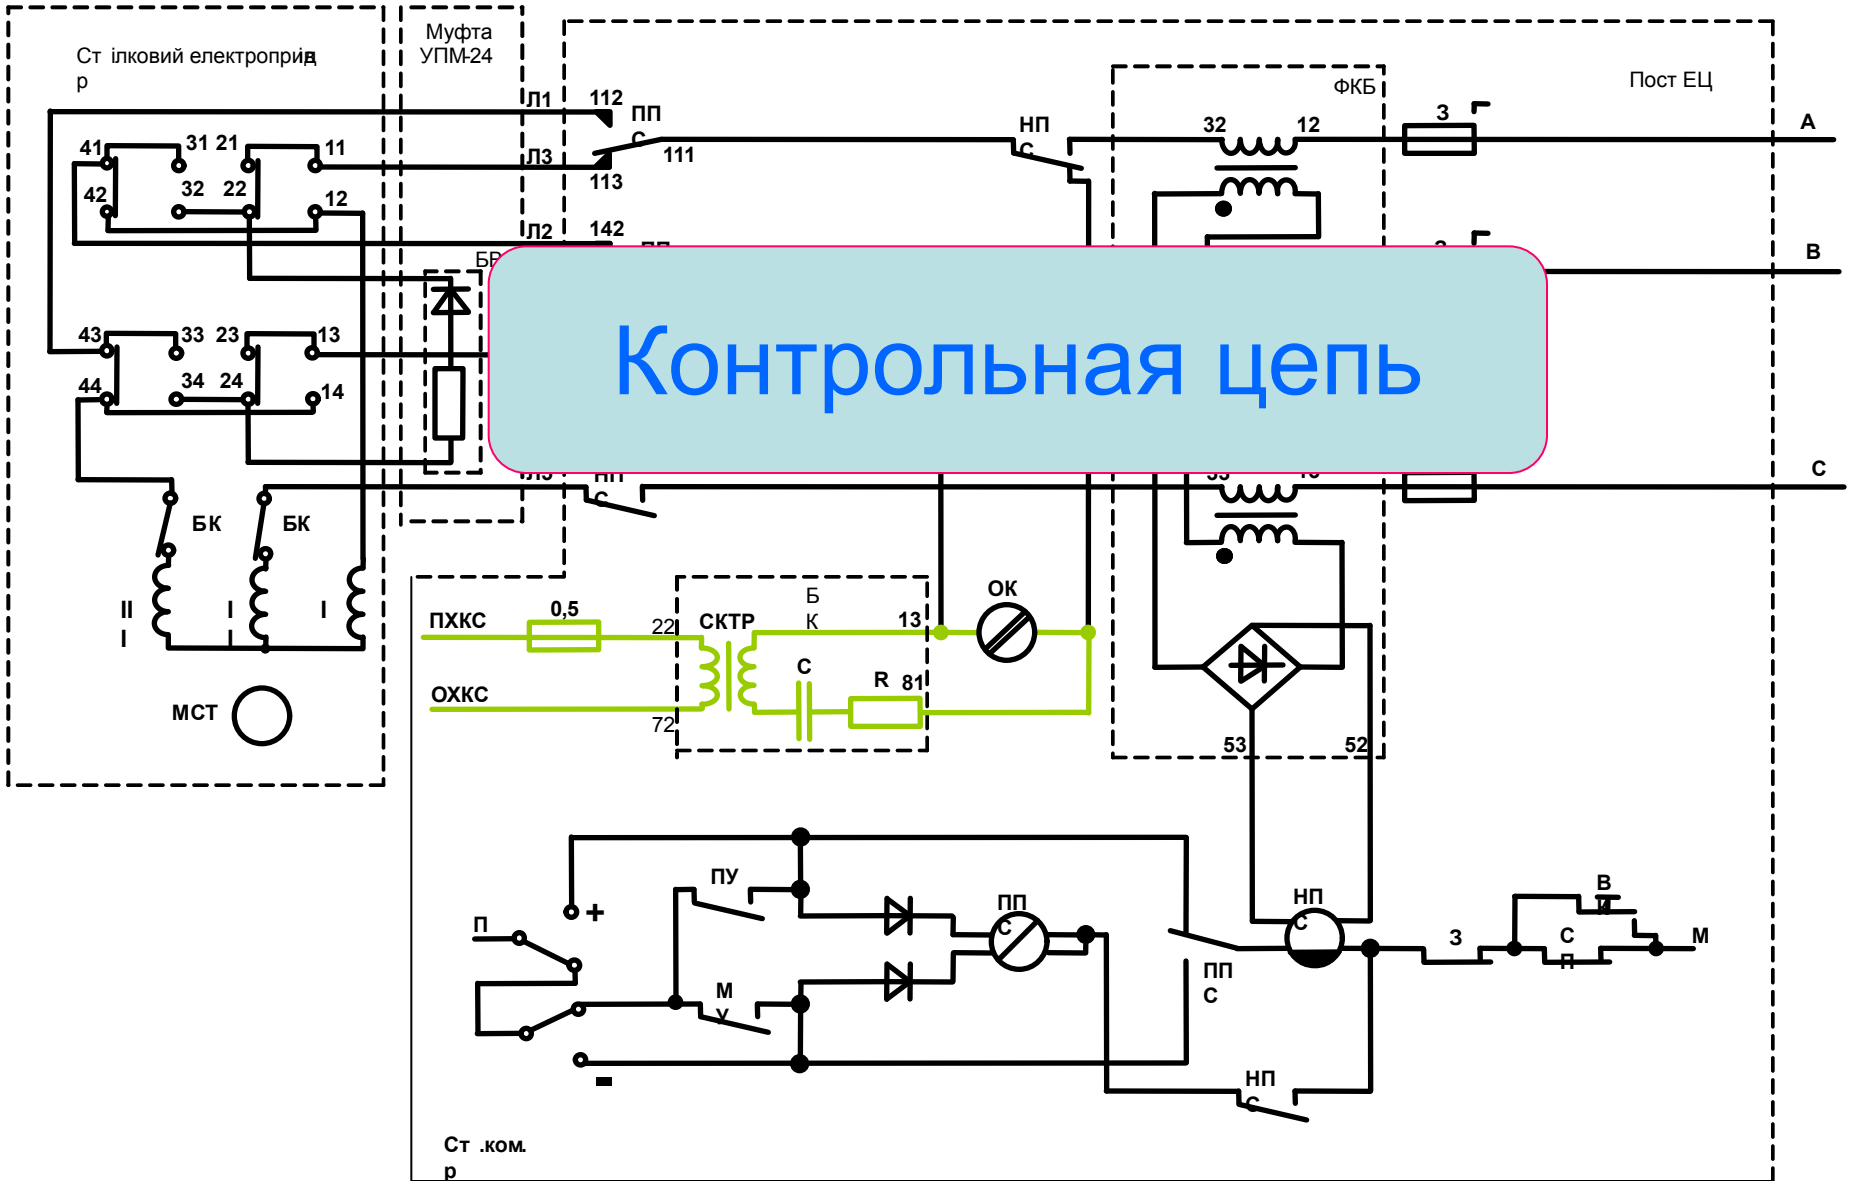 Ст ілковий електропривід
р
Муфта
УПМ-24
ФКБ
Пост ЕЦ
Л1
112
ПП
С
111
НП
С
32
12
З
А
41
31
21
11
Л3
113
42
32
22
12
Л2
142
В
Контрольная цепь
43
33
23
13
44
34
24
14
НП
С
С
БК
БК
II
I
I
I
I
МСТ
ПХКС
0,5
22
СКТР
Б
К
13
ОК
ОХКС
72
С
R
81
53
52
П
+
ПУ
ПП
С
НП
С
В
З
С
П
М
М
У
ПП
С
-
НП
С
Ст .ком.
р